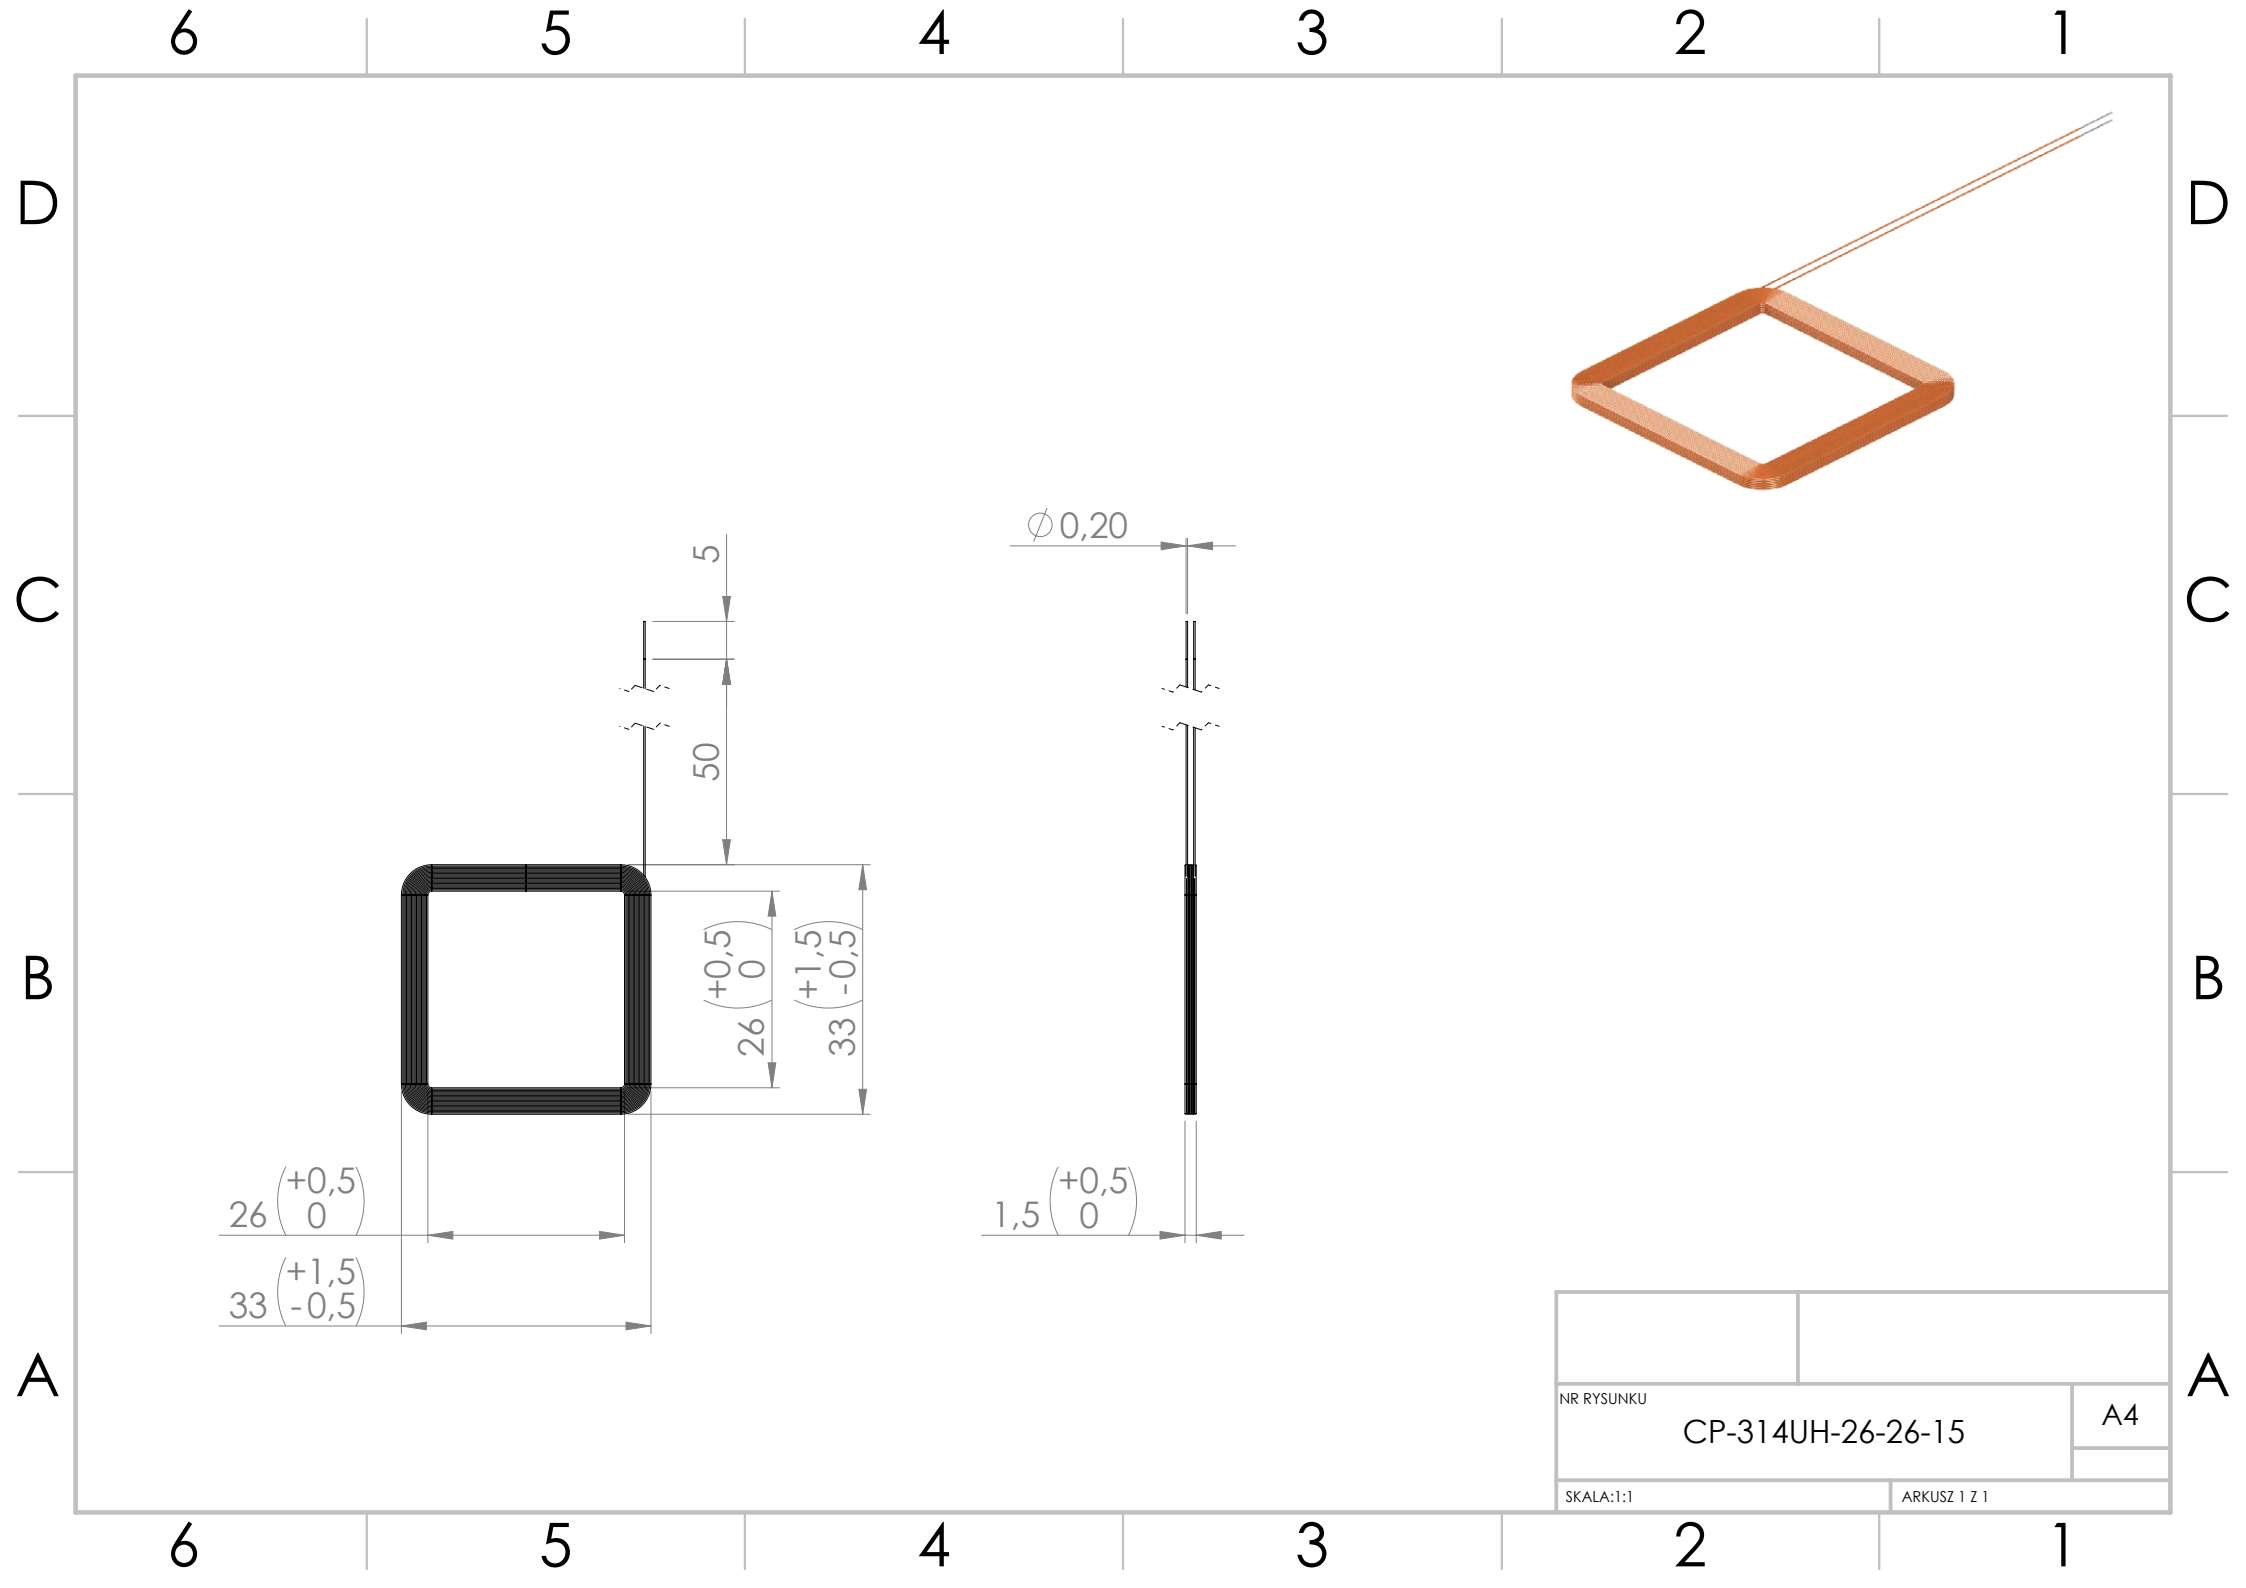 6 5 4 3 2 1
D D
⌀0,20
5
C C
50
B B
26 (+0,5 0)
33 (+1,5 -0,5)
26 (+0,5 0)
1,5 (+0,5 0)
33 (+1,5 -0,5)
A A
NR RYSUNKU
CP-314UH-26-26-15
A4
SKALA:1:1
ARKUSZ 1 Z 1
6 5 4 3 2 1